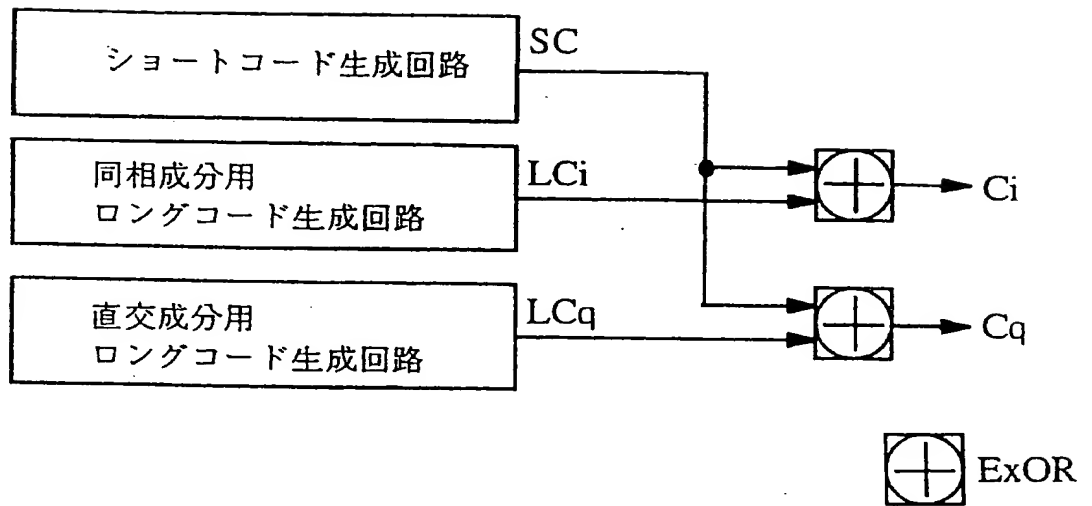 ショートコード生成回路
SC
同相成分用
ロングコード生成回路
LCi
Ci
直交成分用
ロングコード生成回路
LCq
Cq
ExOR